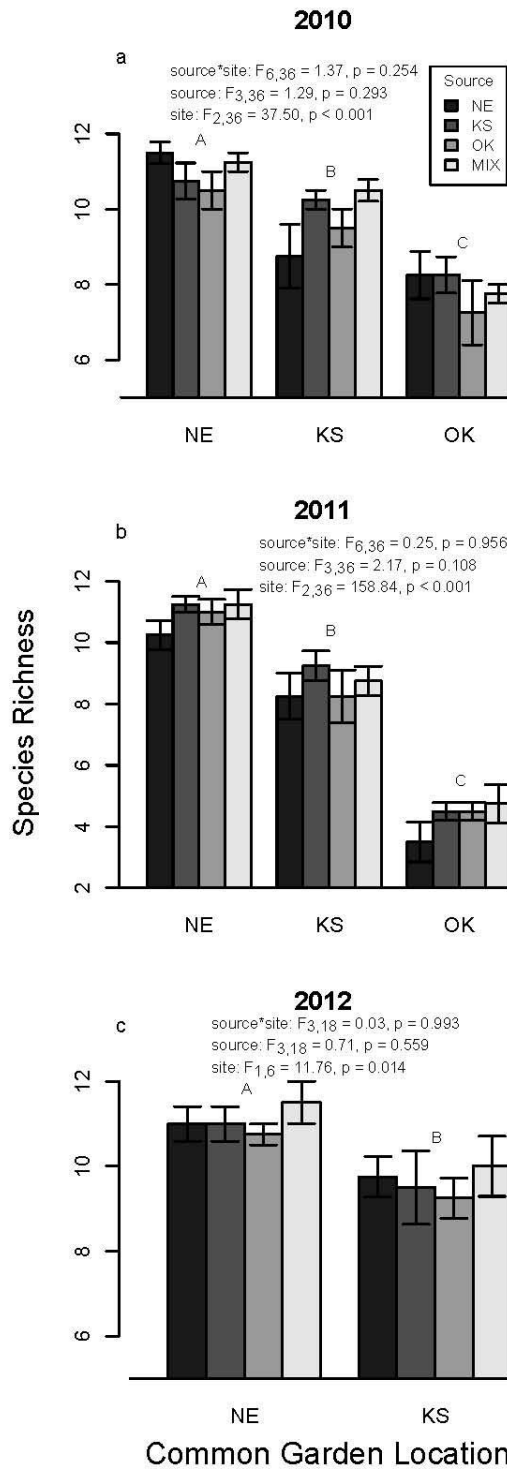 2010
a
source*site: F6,36 = 1.37, p = 0.254
source: F3,36 = 1.29, p = 0.293
site: F2,36 = 37.50, p < 0.001
Source
NE
KS
OK
MIX
A
B
C
12
10
8
6
NE KS OK
2011
b
source*site: F6,36 = 0.25, p = 0.956
source: F3,36 = 2.17, p = 0.108
site: F2,36 = 158.84, p < 0.001
A
B
C
12
10
8
6
4
2
NE KS OK
Species Richness
2012
c
source*site: F3,18 = 0.03, p = 0.993
source: F3,18 = 0.71, p = 0.559
site: F1,6 = 11.76, p = 0.014
A
B
12
10
8
6
NE KS
Common Garden Location